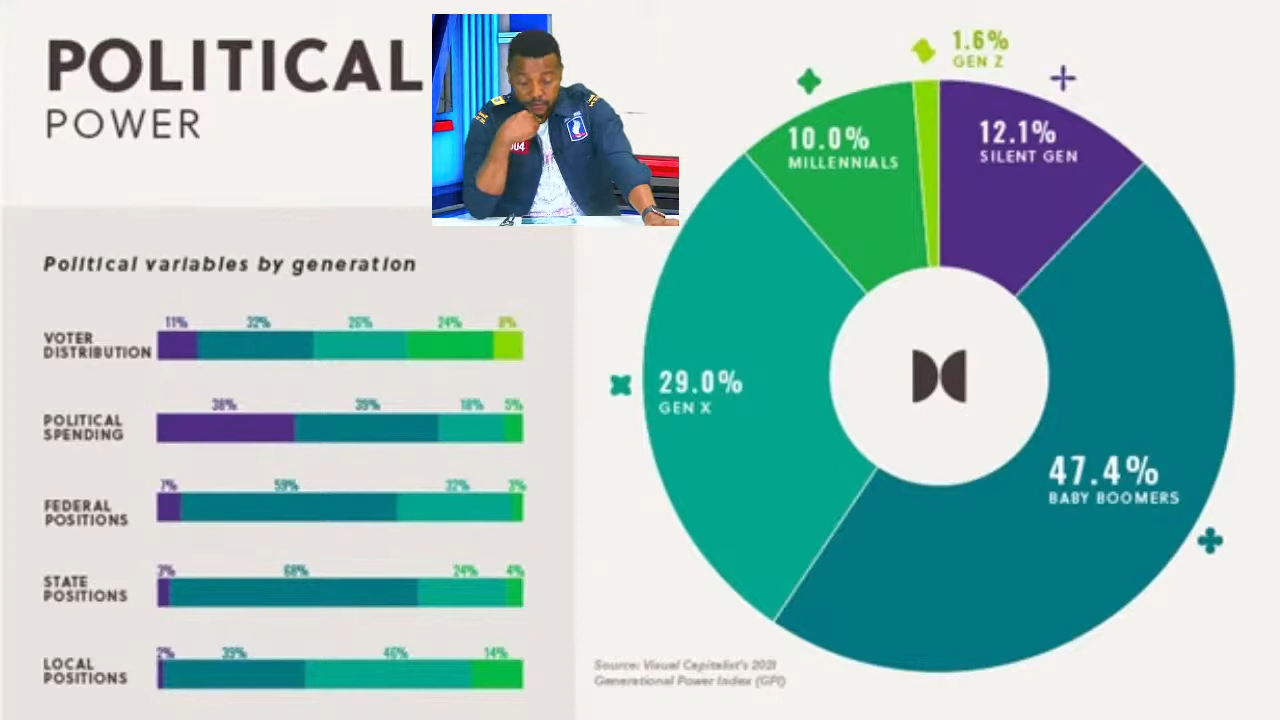 POLITICAL
POWER
Political variables by generation
11% 32% 26% 24% 8%
VOTER
DISTRIBUTION
38% 39% 18% 5%
POLITICAL
SPENDING
7% 59% 32% 3%
FEDERAL
POSITIONS
3% 68% 24% 4%
STATE
POSITIONS
2% 39% 46% 14%
LOCAL
POSITIONS
1.6%
GEN Z
12.1%
SILENT GEN
10.0%
MILLENNIALS
29.0%
GEN X
47.4%
BABY BOOMERS
Source: Visual Capitalist's 2021
Generational Power Index (GPI)